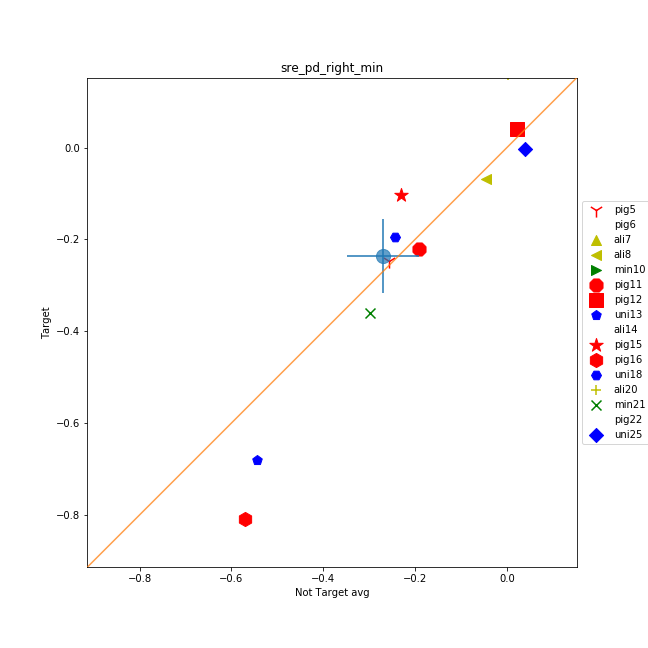 sre_pd_right_min
0.0
−0.2
−0.4
−0.6
−0.8
Target
−0.8
−0.6
−0.4
−0.2
0.0
Not Target avg
pig5
pig6
ali7
ali8
min10
pig11
pig12
uni13
ali14
pig15
pig16
uni18
ali20
min21
pig22
uni25